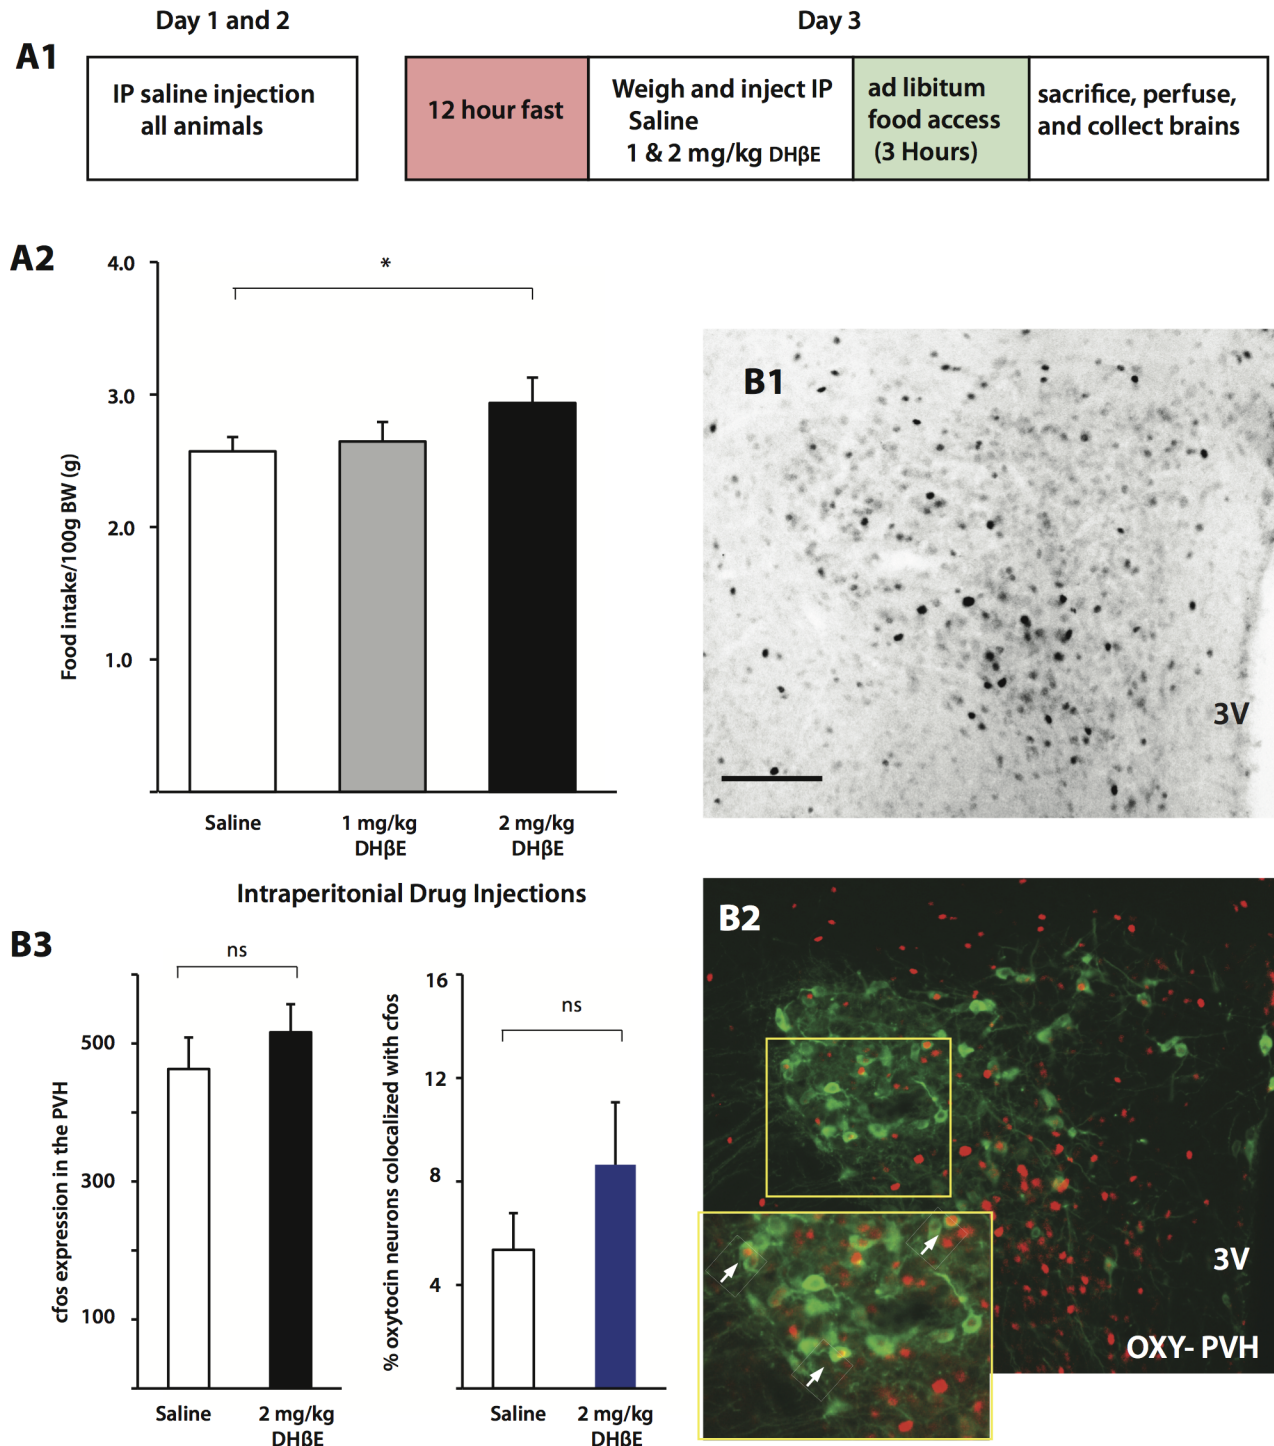 Day 1 and 2
Day 3
A1
IP saline injection
all animals
12 hour fast
Weigh and inject IP
Saline
1 & 2 mg/kg DHβE
ad libitum
food access
(3 Hours)
sacrifice, perfuse,
and collect brains
A2
4.0
3.0
2.0
1.0
Food intake/100g BW (g)
*
Saline
1 mg/kg
DHβE
2 mg/kg
DHβE
Intraperitonial Drug Injections
B1
3V
B3
ns
500
300
100
cfos expression in the PVH
Saline
2 mg/kg
DHβE
ns
16
12
8
4
% oxytocin neurons colocalized with cfos
Saline
2 mg/kg
DHβE
B2
3V
OXY- PVH